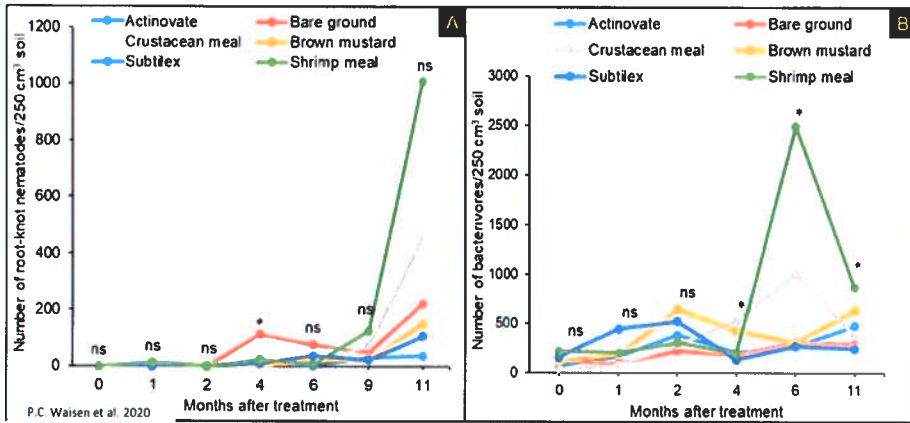 A
Actinovate
Bare ground
Crustacean meal
Brown mustard
Subtilex
Shrimp meal
Number of root-knot nematodes/250 cm³ soil
1200
1000
800
600
400
200
0
ns
ns
ns
*
ns
ns
ns
0
1
2
4
6
9
11
Months after treatment
P.C. Waisen et al. 2020
B
Actinovate
Bare ground
Crustacean meal
Brown mustard
Subtilex
Shrimp meal
Number of bacterivores/250 cm³ soil
3000
2500
2000
1500
1000
500
0
ns
ns
ns
*
*
*
0
1
2
4
6
11
Months after treatment